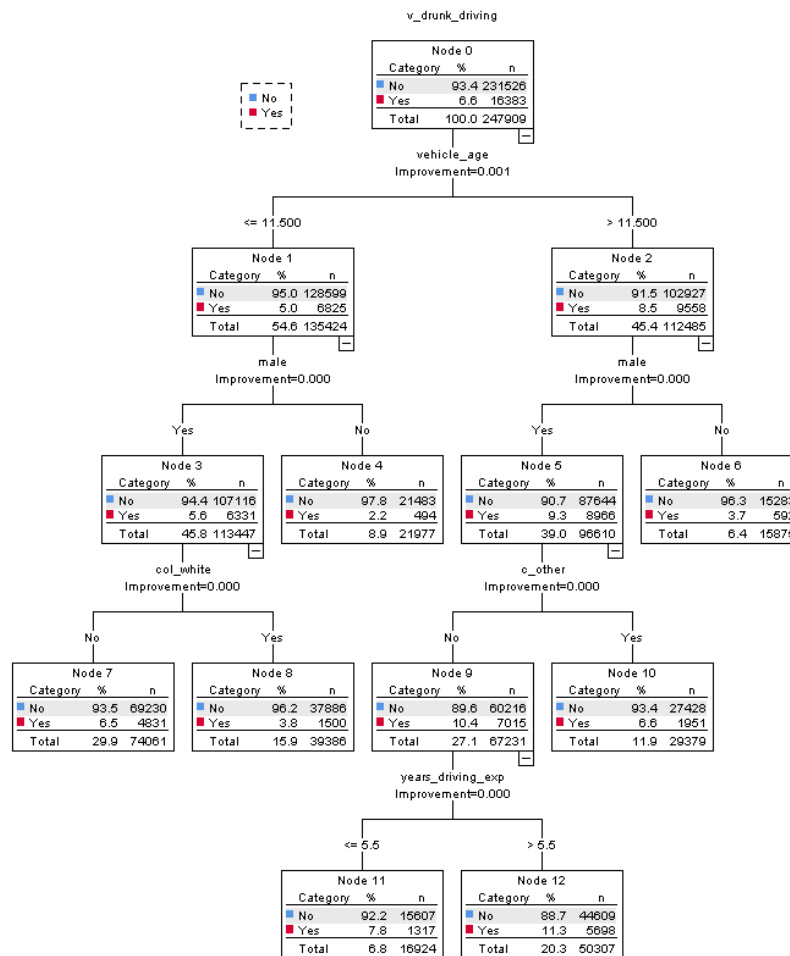 v_drunk_driving
No
Yes
Node 0
Category % n
No 93.4 231526
Yes 6.6 16383
Total 100.0 247909
vehicle_age
Improvement=0.001
<= 11.500
> 11.500
Node 1
Category % n
No 95.0 128599
Yes 5.0 6825
Total 54.6 135424
Node 2
Category % n
No 91.5 102927
Yes 8.5 9558
Total 45.4 112485
male
Improvement=0.000
male
Improvement=0.000
Yes
No
Yes
No
Node 3
Category % n
No 94.4 107116
Yes 5.6 6331
Total 45.8 113447
Node 4
Category % n
No 97.8 21483
Yes 2.2 494
Total 8.9 21977
Node 5
Category % n
No 90.7 87644
Yes 9.3 8966
Total 39.0 96610
Node 6
Category % n
No 96.3
Yes 3.7
Total 6.4
col_white
Improvement=0.000
c_other
Improvement=0.000
No
Yes
No
Yes
Node 7
Category % n
No 93.5 69230
Yes 6.5 4831
Total 29.9 74061
Node 8
Category % n
No 96.2 37886
Yes 3.8 1500
Total 15.9 39386
Node 9
Category % n
No 89.6 60216
Yes 10.4 7015
Total 27.1 67231
Node 10
Category % n
No 93.4 27428
Yes 6.6 1951
Total 11.9 29379
years_driving_exp
Improvement=0.000
<= 5.5
> 5.5
Node 11
Category % n
No 92.2 15607
Yes 7.8 1317
Total 6.8 16924
Node 12
Category % n
No 88.7 44609
Yes 11.3 5698
Total 20.3 50307